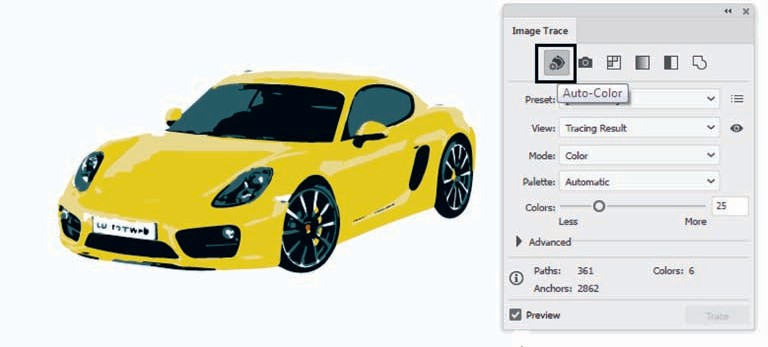 Image Trace
Auto-Color
Preset:
View: Tracing Result
Mode: Color
Palette: Automatic
Colors: 25
Less More
Advanced
Paths: 361 Colors: 6
Anchors: 2862
Preview Trace